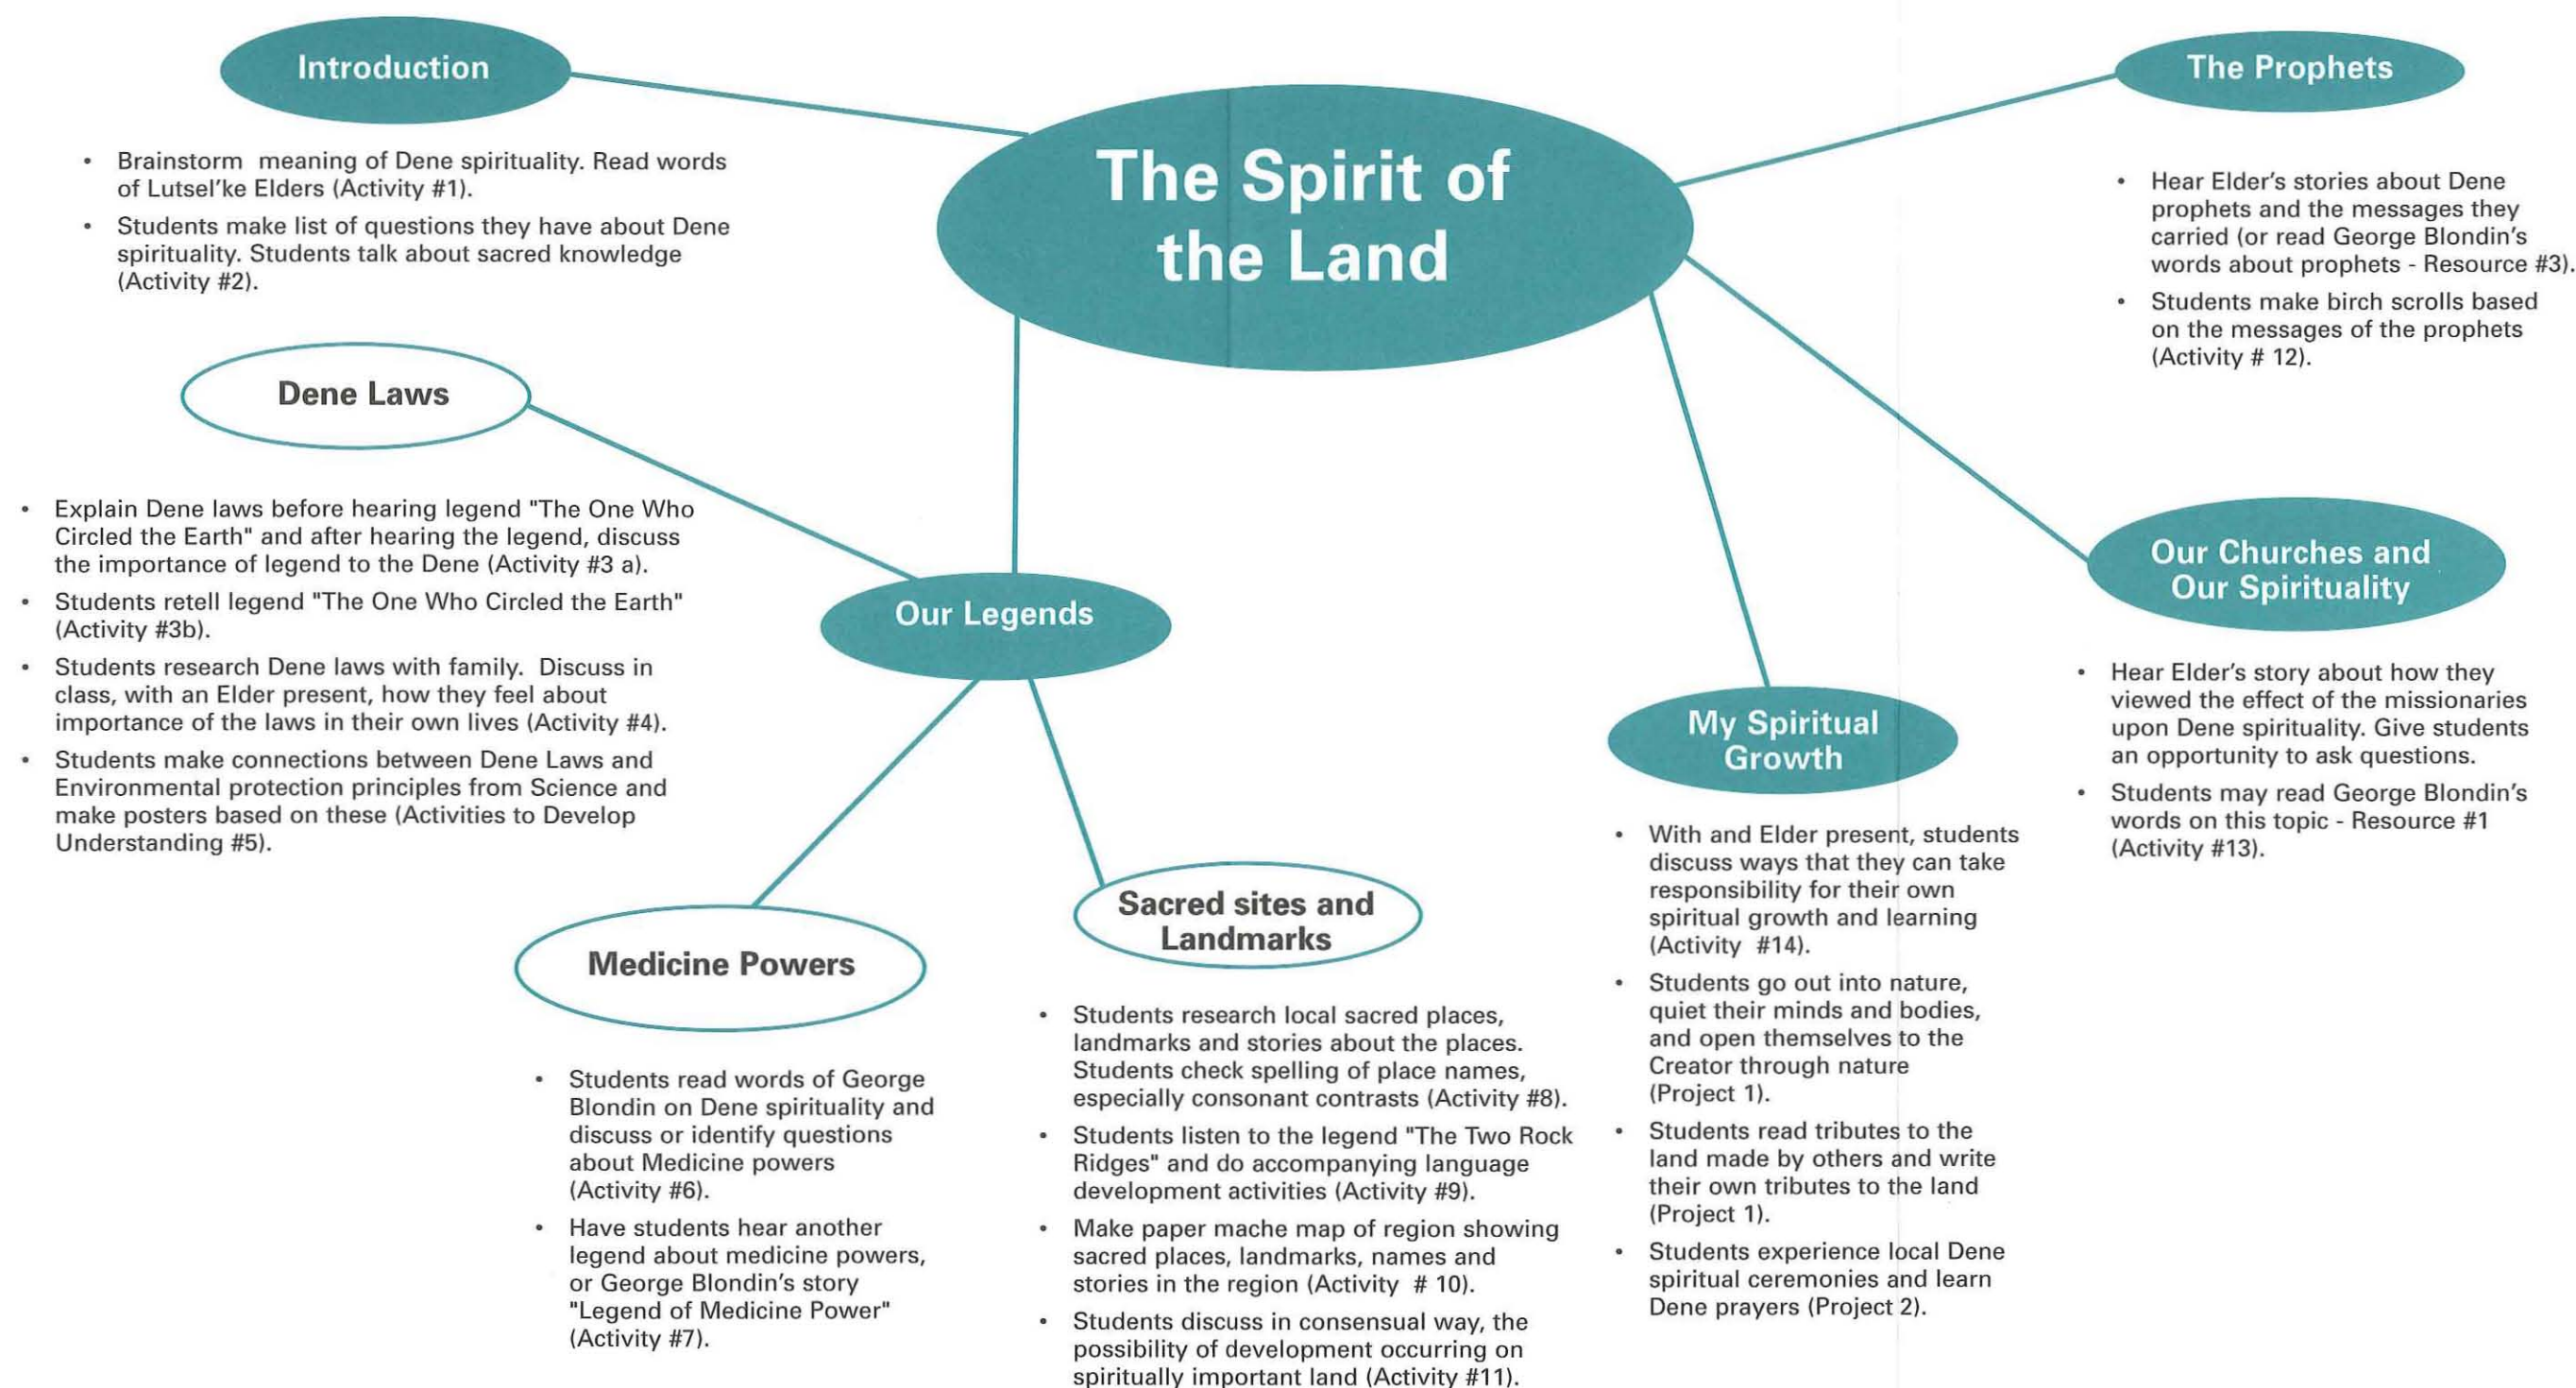 The Spirit of
the Land
Introduction
• Brainstorm  meaning of Dene spirituality. Read words
of Lutsel'ke Elders (Activity #1).
• Students make list of questions they have about Dene
spirituality. Students talk about sacred knowledge
(Activity #2).
Dene Laws
• Explain Dene laws before hearing legend "The One Who
Circled the Earth" and after hearing the legend, discuss
the importance of legend to the Dene (Activity #3 a).
• Students retell legend "The One Who Circled the Earth"
(Activity #3b).
• Students research Dene laws with family.  Discuss in
class, with an Elder present, how they feel about
importance of the laws in their own lives (Activity #4).
• Students make connections between Dene Laws and
Environmental protection principles from Science and
make posters based on these (Activities to Develop
Understanding #5).
Our Legends
Medicine Powers
• Students read words of George
Blondin on Dene spirituality and
discuss or identify questions
about Medicine powers
(Activity #6).
• Have students hear another
legend about medicine powers,
or George Blondin's story
"Legend of Medicine Power"
(Activity #7).
Sacred sites and
Landmarks
• Students research local sacred places,
landmarks and stories about the places.
Students check spelling of place names,
especially consonant contrasts (Activity #8).
• Students listen to the legend "The Two Rock
Ridges" and do accompanying language
development activities (Activity #9).
• Make paper mache map of region showing
sacred places, landmarks, names and
stories in the region (Activity  # 10).
• Students discuss in consensual way, the
possibility of development occurring on
spiritually important land (Activity #11).
My Spiritual
Growth
• With and Elder present, students
discuss ways that they can take
responsibility for their own
spiritual growth and learning
(Activity  #14).
• Students go out into nature,
quiet their minds and bodies,
and open themselves to the
Creator through nature
(Project 1).
• Students read tributes to the
land made by others and write
their own tributes to the land
(Project 1).
• Students experience local Dene
spiritual ceremonies and learn
Dene prayers (Project 2).
The Prophets
• Hear Elder's stories about Dene
prophets and the messages they
carried (or read George Blondin's
words about prophets - Resource #3).
• Students make birch scrolls based
on the messages of the prophets
(Activity # 12).
Our Churches and
Our Spirituality
• Hear Elder's story about how they
viewed the effect of the missionaries
upon Dene spirituality. Give students
an opportunity to ask questions.
• Students may read George Blondin's
words on this topic - Resource #1
(Activity #13).